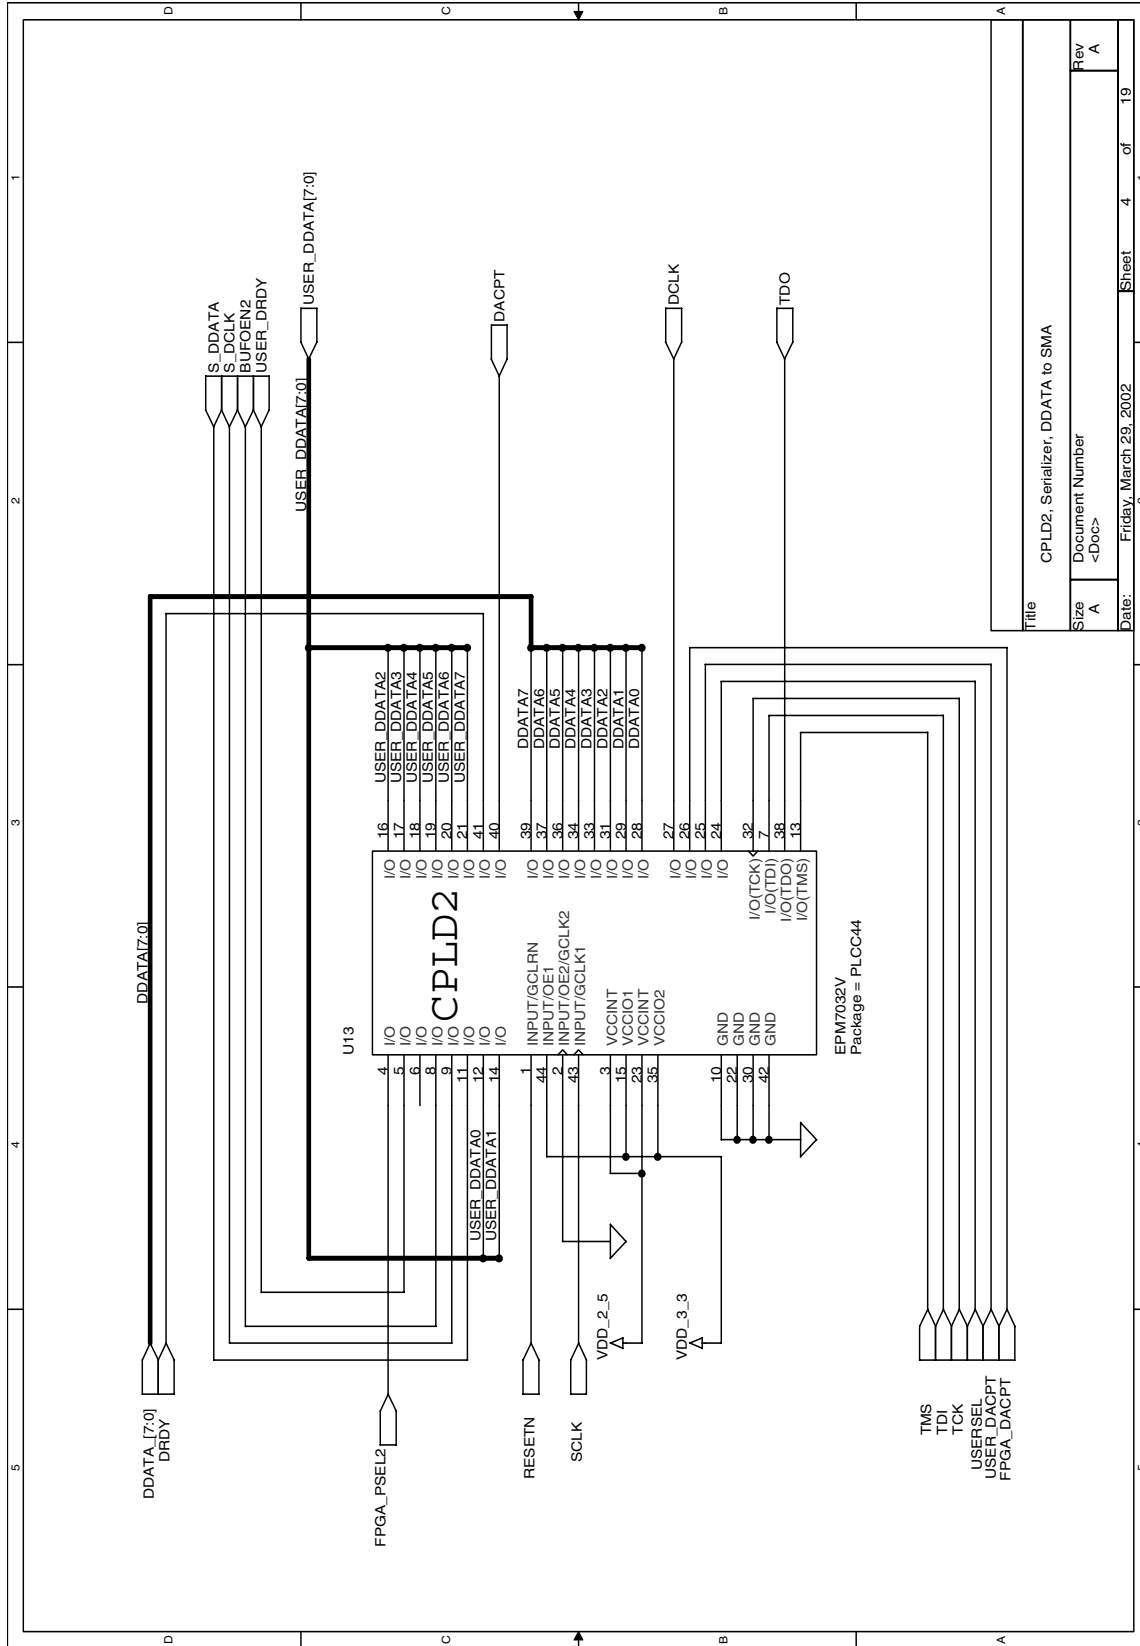 5
4
3
2
1
D
D
C
C
B
B
A
A
DDATA_[7:0]
DRDY
DDATA[7:0]
S_DDATA
S_DCLK
BUFOEN2
USER_DRDY
USER_DDATA[7:0]
USER_DDATA[7:0]
FPGA_PSEL2
U13
CPLD2
4 I/O
5 I/O
6 I/O
8 I/O
9 I/O
11 I/O
USER_DDATA0 12 I/O
USER_DDATA1 14 I/O
I/O 16 USER_DDATA2
I/O 17 USER_DDATA3
I/O 18 USER_DDATA4
I/O 19 USER_DDATA5
I/O 20 USER_DDATA6
I/O 21 USER_DDATA7
I/O 41
I/O 40
DACPT
RESETN
SCLK
1 INPUT/GCLRN
44 INPUT/OE1
2 INPUT/OE2/GCLK2
43 INPUT/GCLK1
I/O 39 DDATA7
I/O 37 DDATA6
I/O 36 DDATA5
I/O 34 DDATA4
I/O 33 DDATA3
I/O 31 DDATA2
I/O 29 DDATA1
I/O 28 DDATA0
VDD_2_5
VDD_3_3
3 VCCINT
15 VCCIO1
23 VCCINT
35 VCCIO2
I/O 27
I/O 26
I/O 25
I/O 24
DCLK
10 GND
22 GND
30 GND
42 GND
I/O(TCK) 32
I/O(TDI) 7
I/O(TDO) 38
I/O(TMS) 13
TDO
EPM7032V
Package = PLCC44
TMS
TDI
TCK
USERSEL
USER_DACPT
FPGA_DACPT
Title
CPLD2, Serializer, DDATA to SMA
Size Document Number Rev
A <Doc> A
Date: Friday, March 29, 2002 Sheet 4 of 19